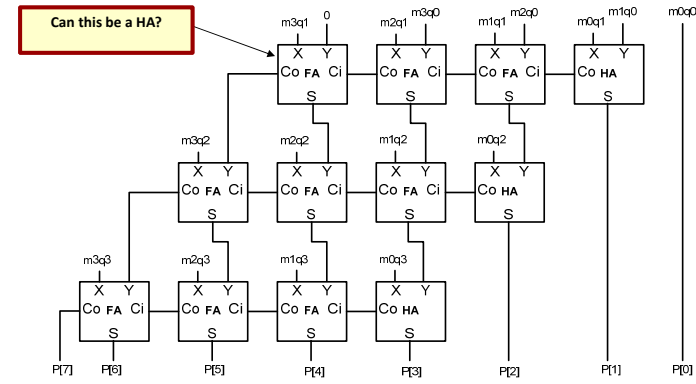 Can this be a HA?
m3q1 0 m2q1 m3q0 m1q1 m2q0 m0q1 m1q0 m0q0
X Y X Y X Y X Y
Co FA Ci Co FA Ci Co FA Ci Co HA
S S S S
m3q2 m2q2 m1q2 m0q2
X Y X Y X Y X Y
Co FA Ci Co FA Ci Co FA Ci Co HA
S S S S
m3q3 m2q3 m1q3 m0q3
X Y X Y X Y X Y
Co FA Ci Co FA Ci Co FA Ci Co HA
S S S S
P[7] P[6] P[5] P[4] P[3] P[2] P[1] P[0]